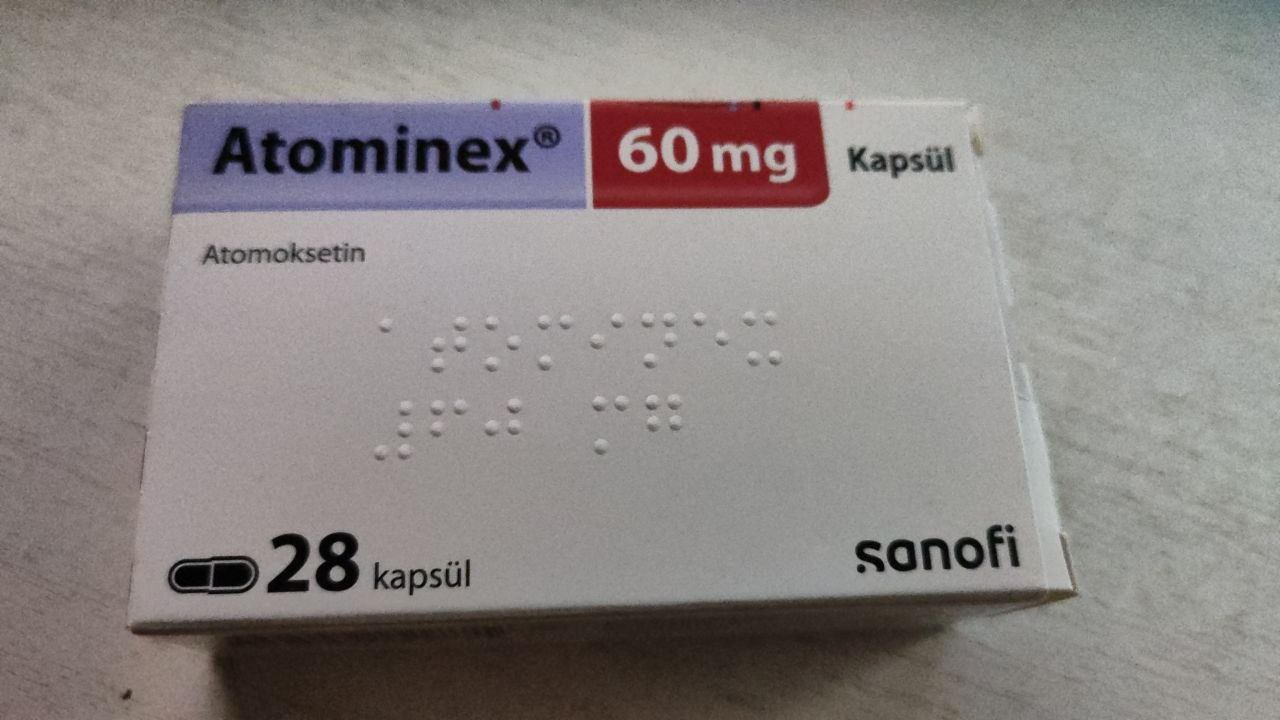 Atominex® 60 mg Kapsül
Atomoksetin
⠁⠞⠕⠍⠊⠝⠑⠭
⠼⠋⠚ ⠍⠛
28 kapsül
sanofi